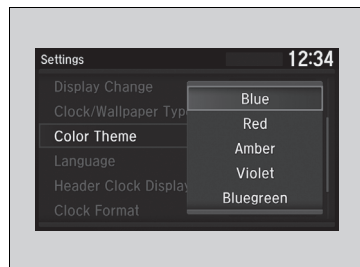 Settings
12:34
Display Change
Clock/Wallpaper Typ
Color Theme
Language
Header Clock Display
Clock Format
Blue
Red
Amber
Violet
Bluegreen